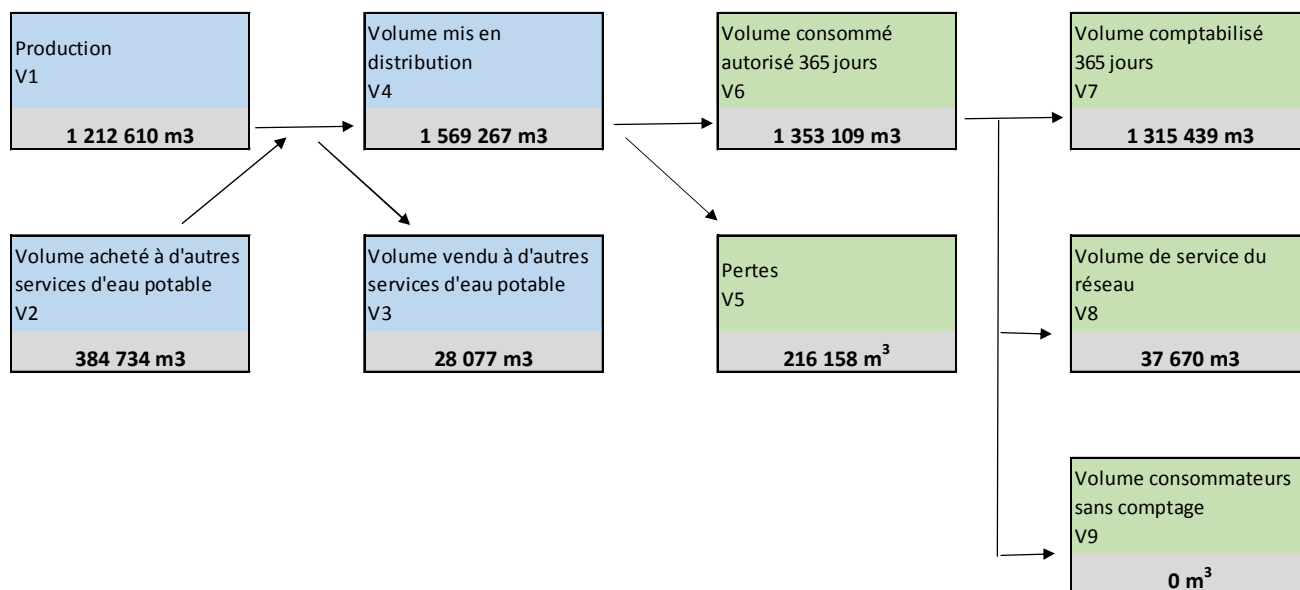 Production
V1
1 212 610 m3
Volume mis en
distribution
V4
1 569 267 m3
Volume consommé
autorisé 365 jours
V6
1 353 109 m3
Volume comptabilisé
365 jours
V7
1 315 439 m3
Volume acheté à d'autres
services d'eau potable
V2
384 734 m3
Volume vendu à d'autres
services d'eau potable
V3
28 077 m3
Pertes
V5
216 158 m³
Volume de service du
réseau
V8
37 670 m3
Volume consommateurs
sans comptage
V9
0 m³